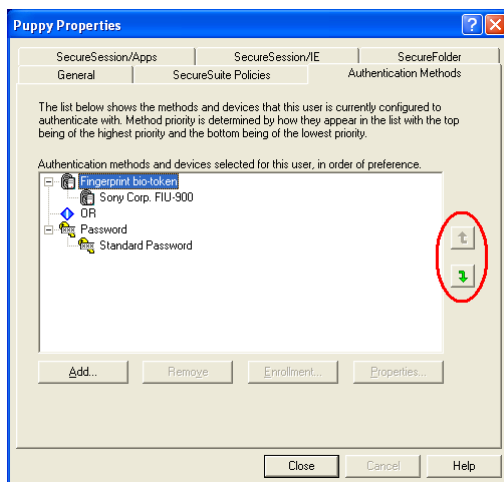 Puppy Properties
SecureSession/Apps SecureSession/IE SecureFolder
General SecureSuite Policies Authentication Methods
The list below shows the methods and devices that this user is currently configured to
authenticate with. Method priority is determined by how they appear in the list with the top
being of the highest priority and the bottom being of the lowest priority.
Authentication methods and devices selected for this user, in order of preference.
Fingerprint bio-token
Sony Corp. FIU-900
OR
Password
Standard Password
Add... Remove Enrollment... Properties...
Close Cancel Help